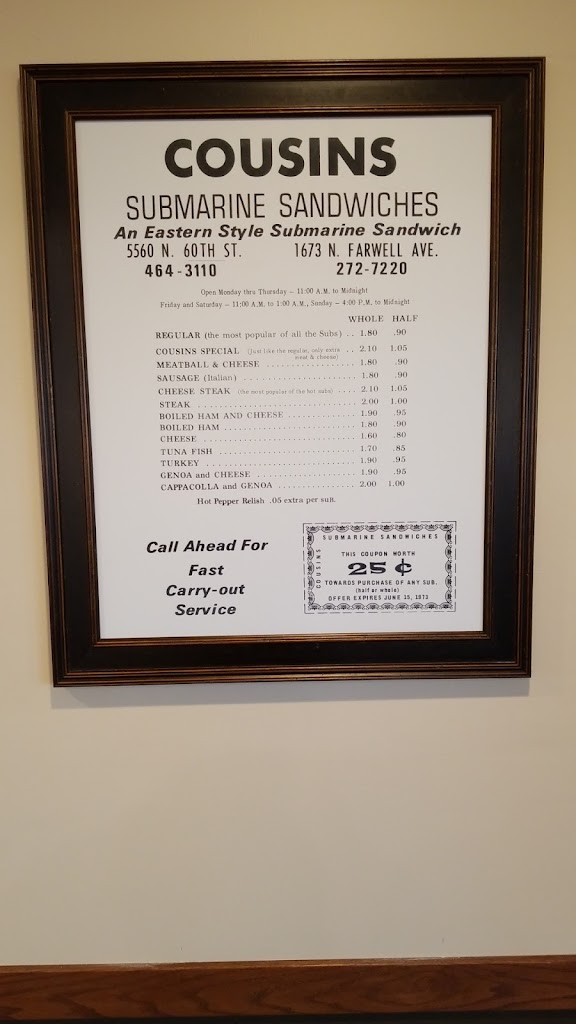 COUSINS
SUBMARINE SANDWICHES
An Eastern Style Submarine Sandwich
5560 N. 60TH ST. 1673 N. FARWELL AVE.
464-3110 272-7220
Open Monday thru Thursday — 11:00 A.M. to Midnight
Friday and Saturday — 11:00 A.M. to 1:00 A.M., Sunday — 4:00 P.M. to Midnight
WHOLE HALF
REGULAR (the most popular of all the Subs) .. 1.80 .90
COUSINS SPECIAL (just like the regular, only extra meat & cheese) .. 2.10 1.05
MEATBALL & CHEESE .................. 1.80 .90
SAUSAGE (Italian) ....................... 1.80 .90
CHEESE STEAK (the most popular of the hot subs) .... 2.10 1.05
STEAK ................................ 2.00 1.00
BOILED HAM AND CHEESE .............. 1.90 .95
BOILED HAM ........................... 1.80 .90
CHEESE ............................... 1.60 .80
TUNA FISH ............................ 1.70 .85
TURKEY .............................. 1.90 .95
GENOA and CHEESE .................... 1.90 .95
CAPPACOLLA and GENOA ............... 2.00 1.00
Hot Pepper Relish .05 extra per sub.
Call Ahead For
Fast
Carry-out
Service
SUBMARINE SANDWICHES
COUSINS
THIS COUPON WORTH
25¢
TOWARDS PURCHASE OF ANY SUB.
(half or whole)
OFFER EXPIRES JUNE 15, 1973